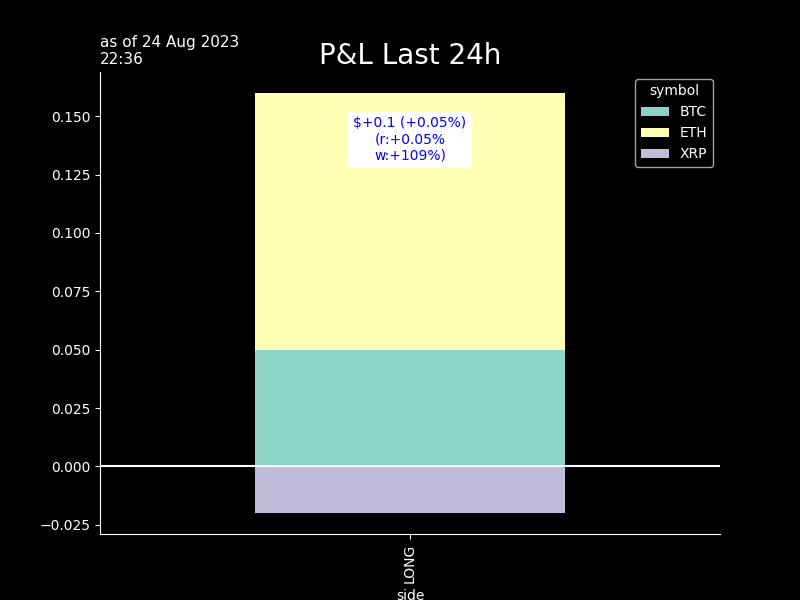 as of 24 Aug 2023
22:36
P&L Last 24h
symbol
BTC
ETH
XRP
$+0.1 (+0.05%)
(r:+0.05%
w:+109%)
0.150
0.125
0.100
0.075
0.050
0.025
0.000
−0.025
LONG
side